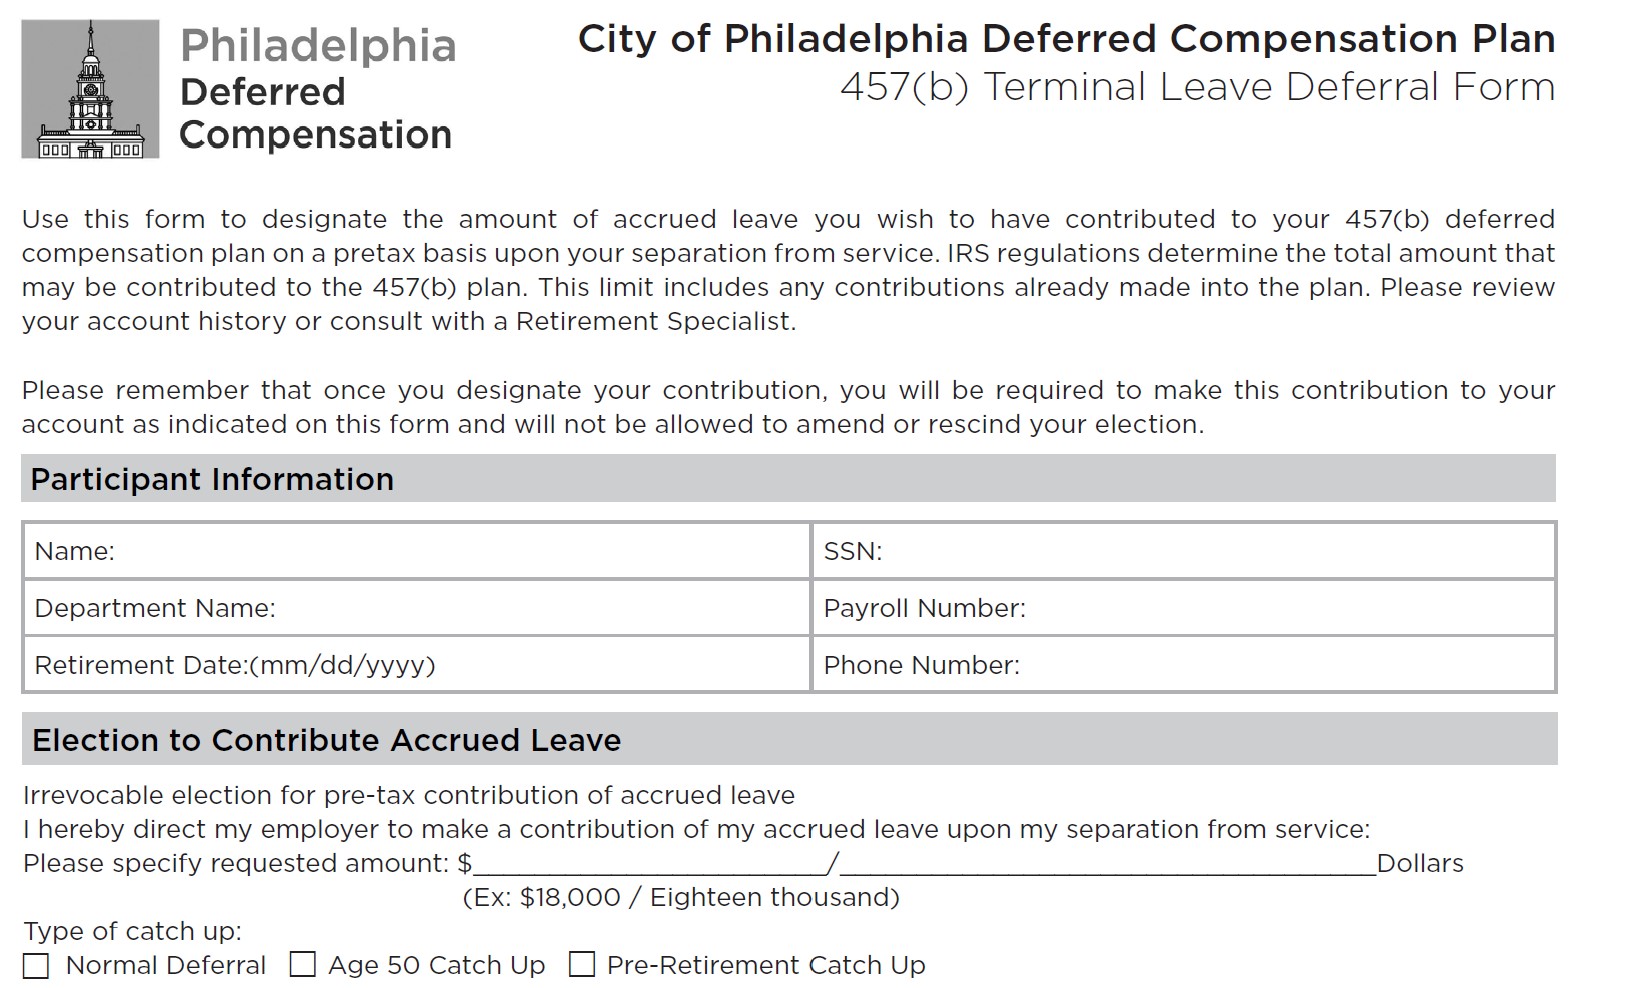 Philadelphia
Deferred
Compensation
City of Philadelphia Deferred Compensation Plan
457(b) Terminal Leave Deferral Form
Use this form to designate the amount of accrued leave you wish to have contributed to your 457(b) deferred
compensation plan on a pretax basis upon your separation from service. IRS regulations determine the total amount that
may be contributed to the 457(b) plan. This limit includes any contributions already made into the plan. Please review
your account history or consult with a Retirement Specialist.
Please remember that once you designate your contribution, you will be required to make this contribution to your
account as indicated on this form and will not be allowed to amend or rescind your election.
Participant Information
Name:
SSN:
Department Name:
Payroll Number:
Retirement Date:(mm/dd/yyyy)
Phone Number:
Election to Contribute Accrued Leave
Irrevocable election for pre-tax contribution of accrued leave
I hereby direct my employer to make a contribution of my accrued leave upon my separation from service:
Please specify requested amount: $__________________________/________________________________________Dollars
(Ex: $18,000 / Eighteen thousand)
Type of catch up:
☐ Normal Deferral ☐ Age 50 Catch Up ☐ Pre-Retirement Catch Up